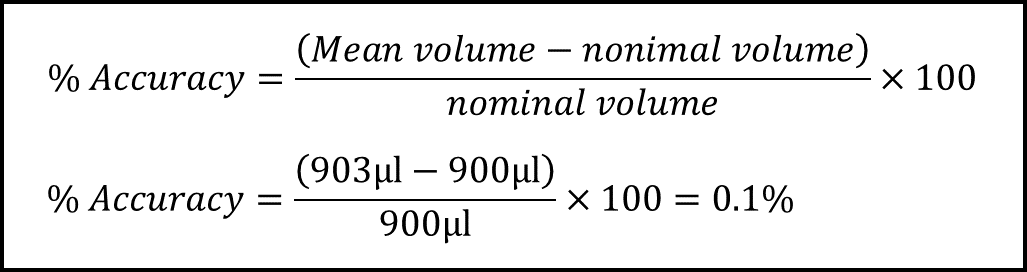 % Accuracy = (Mean volume − nonimal volume) / nominal volume × 100
% Accuracy = (903µl − 900µl) / 900µl × 100 = 0.1%